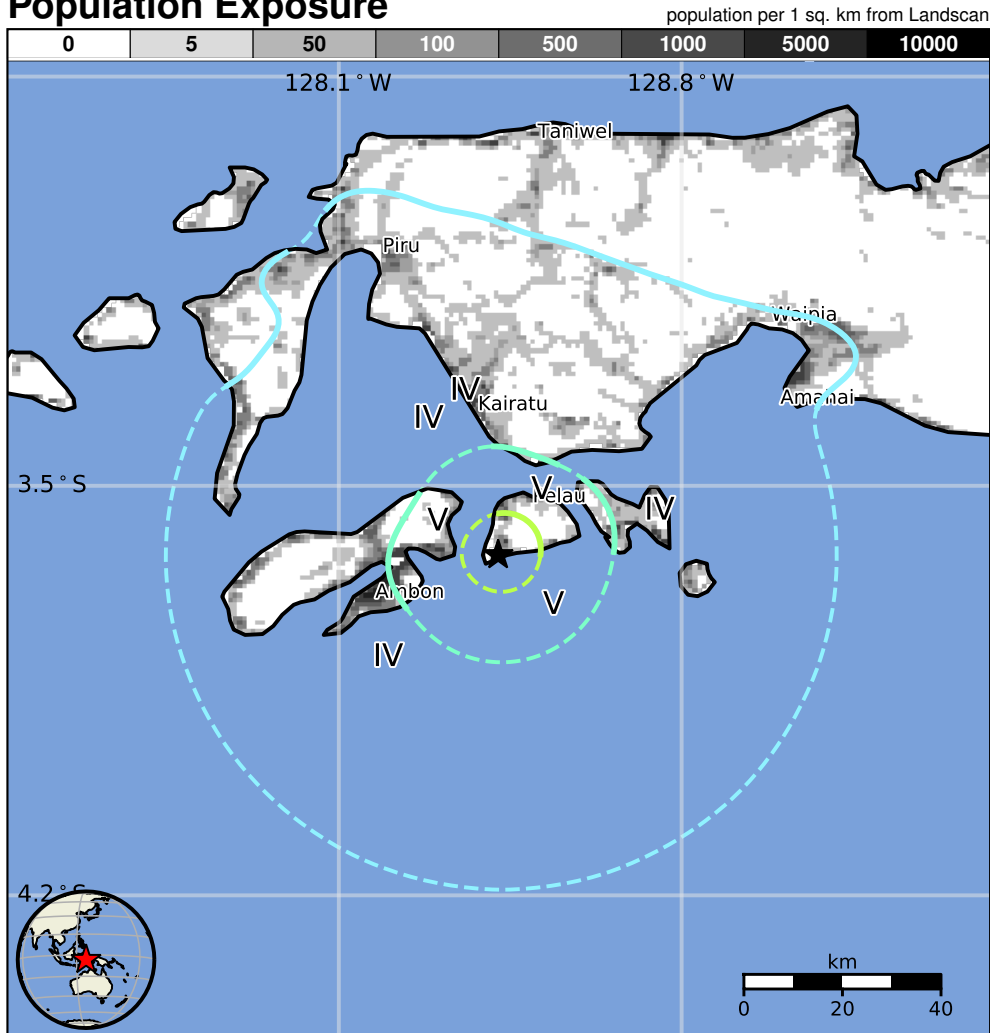 Population Exposure
population per 1 sq. km from Landscan
0 5 50 100 500 1000 5000 10000
128.1°W 128.8°W
Taniwel
Piru
Waipia
IV
Kairatu
Amahai
IV
3.5°S
V
Pelau
IV
V
Ambon
V
IV
4.2°S
km
0 20 40